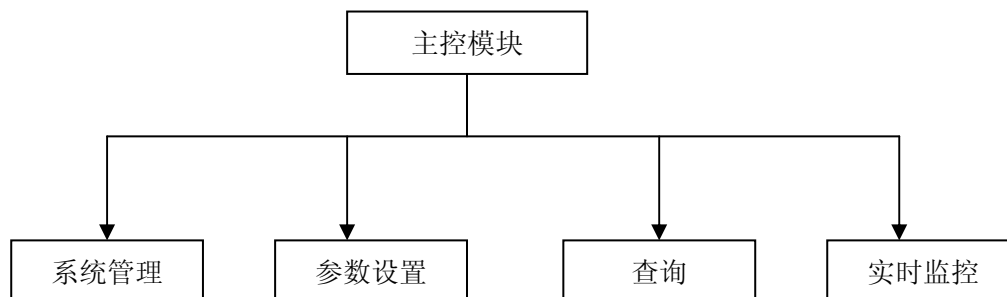 主控模块
系统管理
参数设置
查询
实时监控